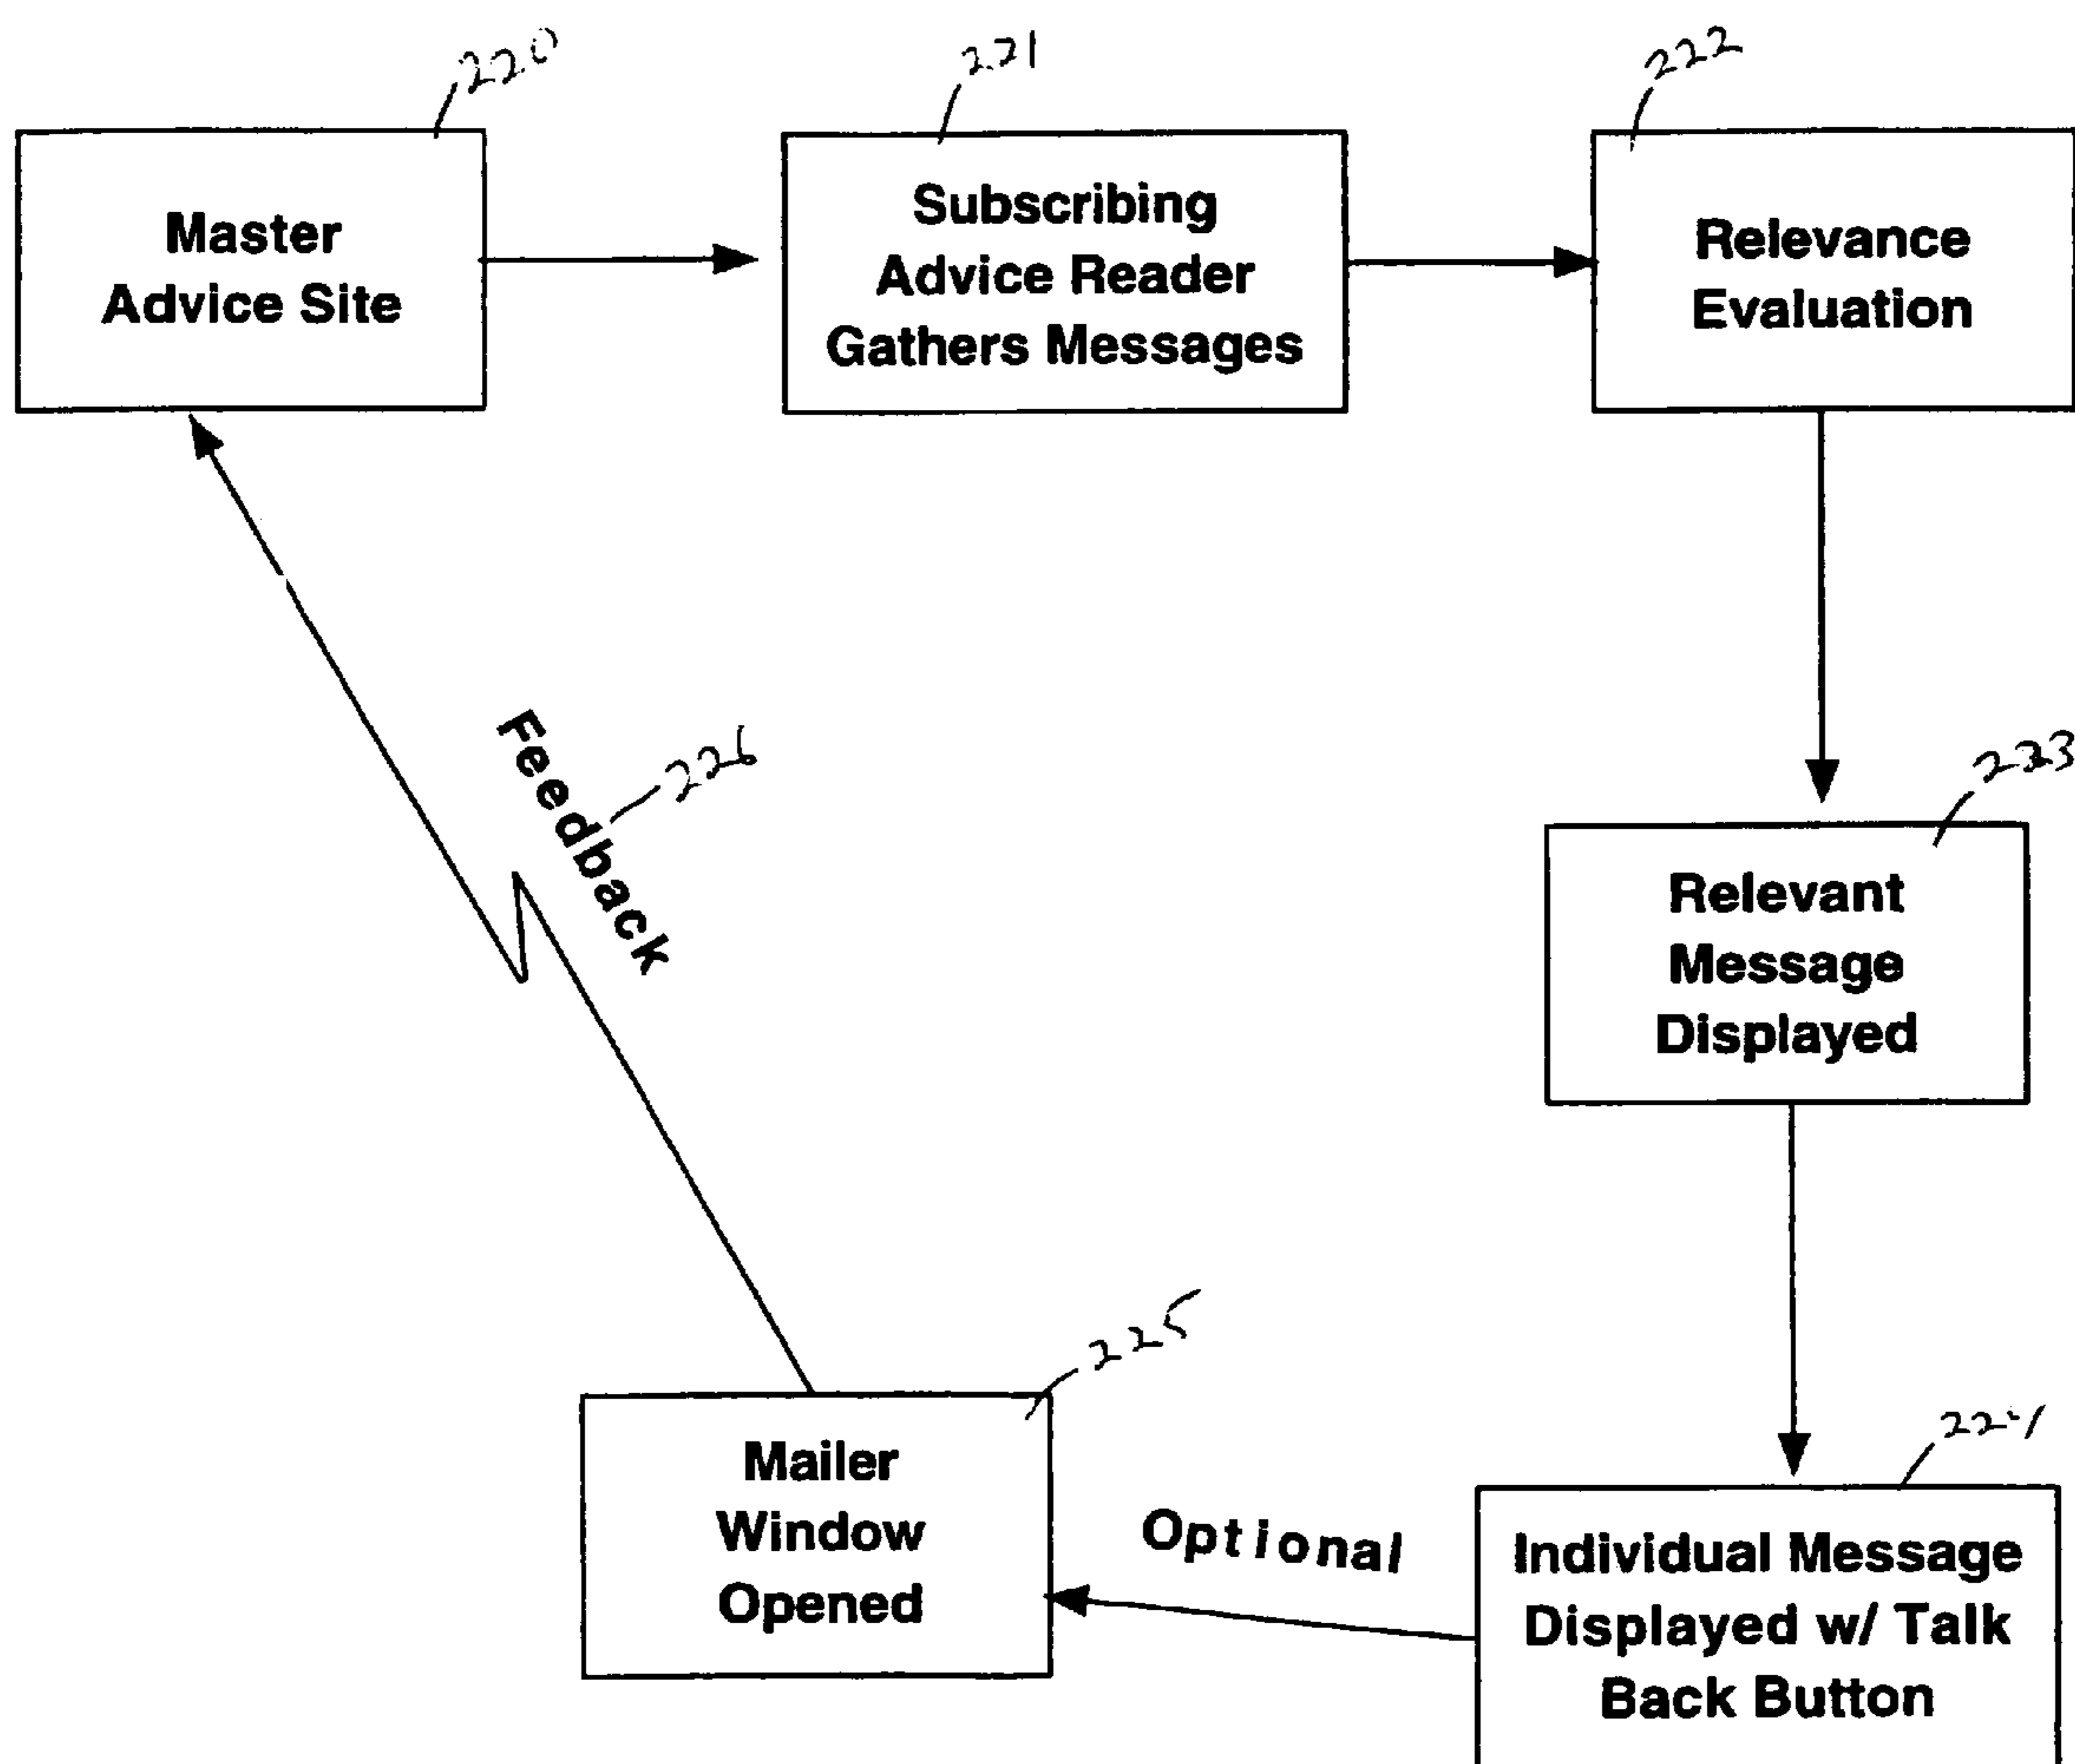 220
221
222
Master
Advice Site
Subscribing
Advice Reader
Gathers Messages
Relevance
Evaluation
Feedback
226
223
Relevant
Message
Displayed
225
224
Mailer
Window
Opened
Optional
Individual Message
Displayed w/ Talk
Back Button